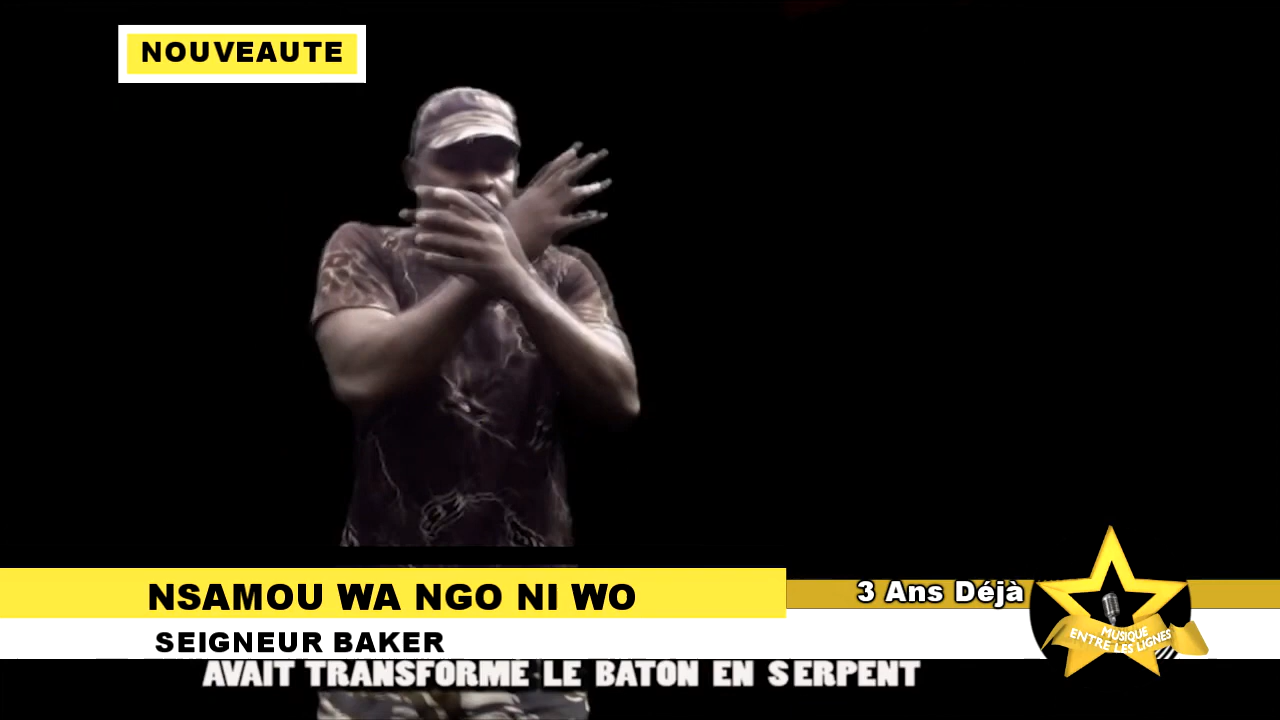 NOUVEAUTE
NSAMOU WA NGO NI WO
3 Ans Déjà
SEIGNEUR BAKER
MUSIQUE
ENTRE LES LIGNES
AVAIT TRANSFORME LE BATON EN SERPENT